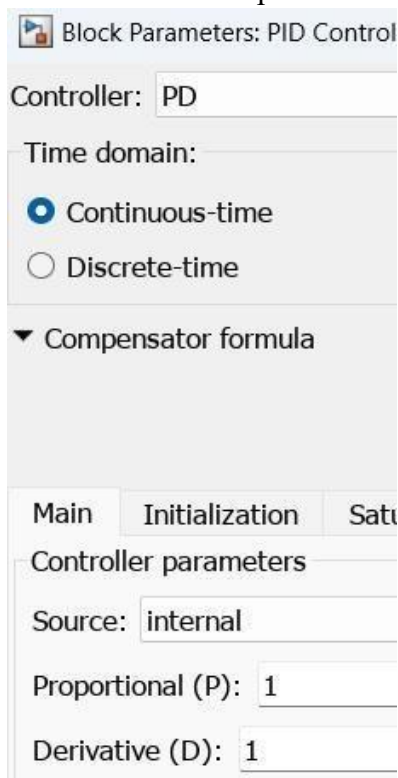 Block Parameters: PID Control
Controller: PD
Time domain:
Continuous-time
Discrete-time
Compensator formula
Main Initialization Satu
Controller parameters
Source: internal
Proportional (P): 1
Derivative (D): 1